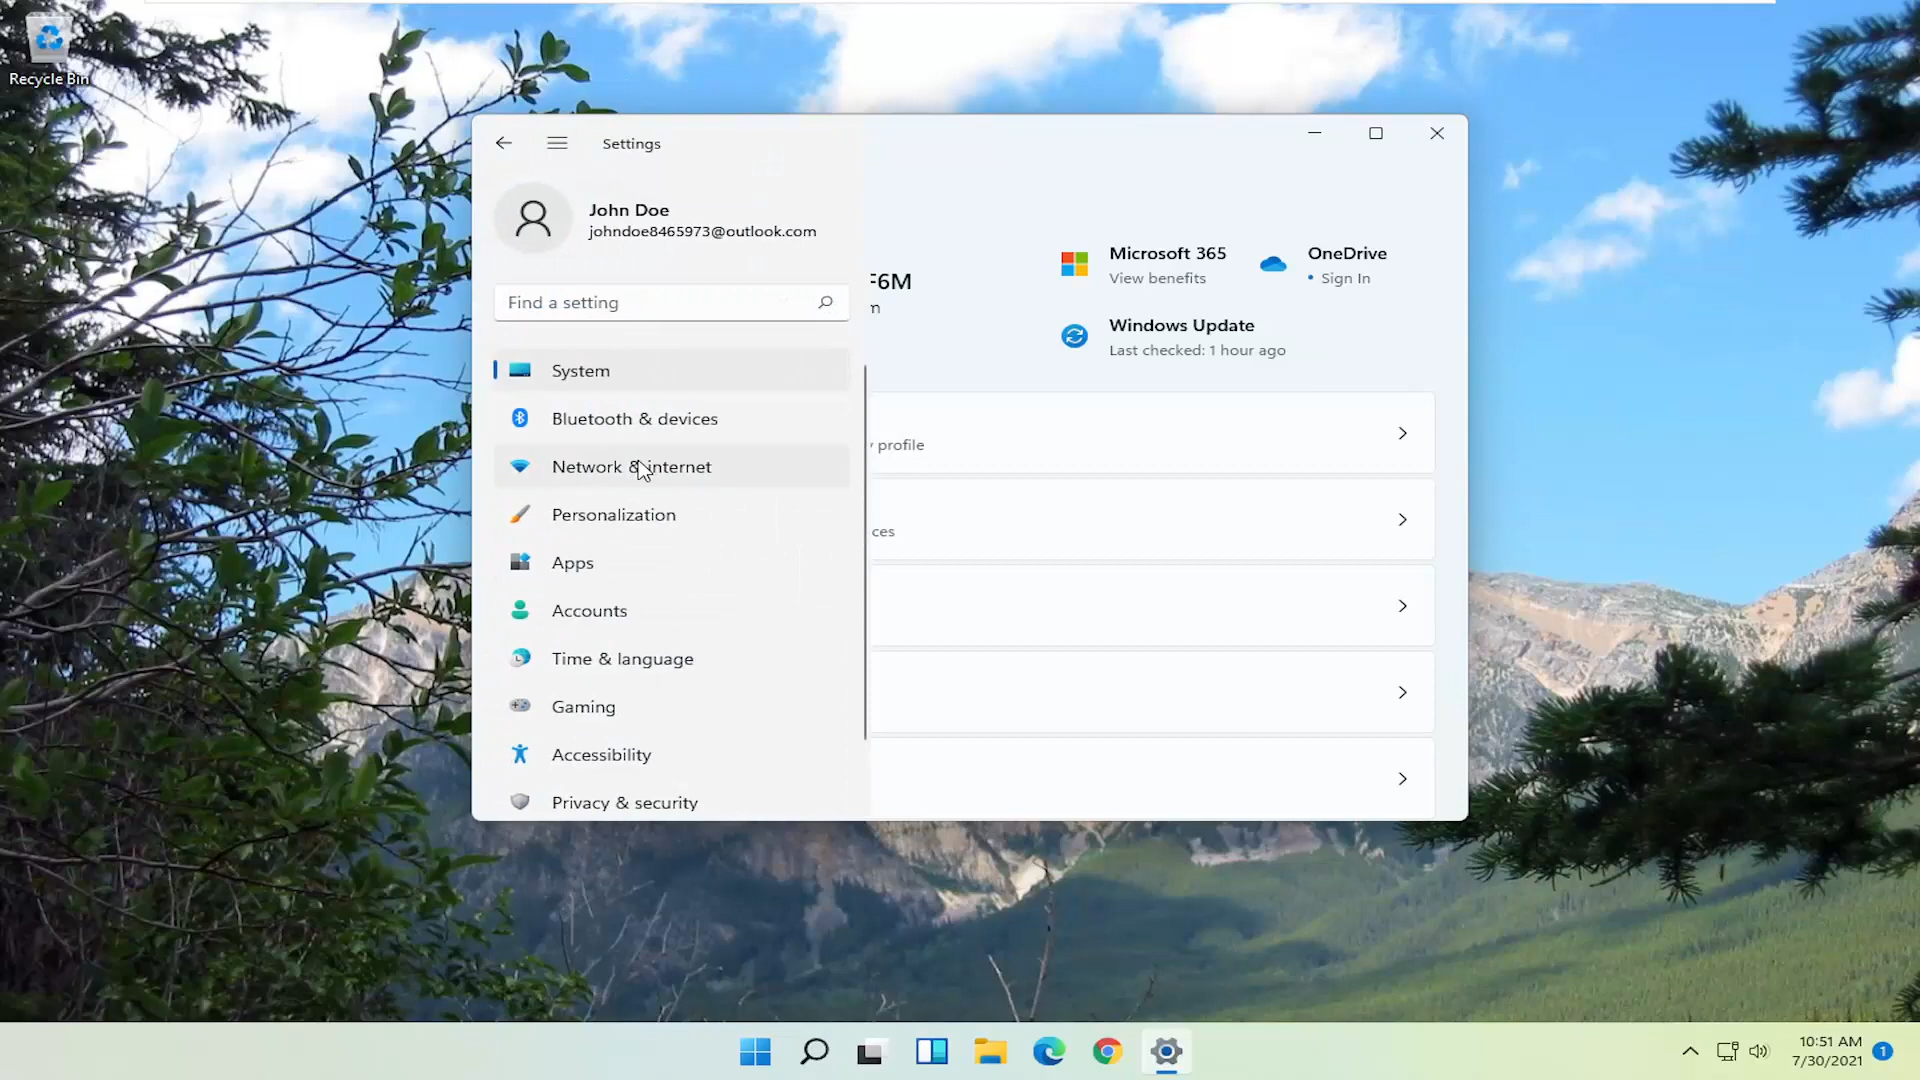 Recycle Bin
Settings
John Doe
johndoe8465973@outlook.com
Find a setting
System
Bluetooth & devices
Network & internet
Personalization
Apps
Accounts
Time & language
Gaming
Accessibility
Privacy & security
-6M
Microsoft 365
View benefits
OneDrive
• Sign In
Windows Update
Last checked: 1 hour ago
profile
ces
10:51 AM
7/30/2021
1